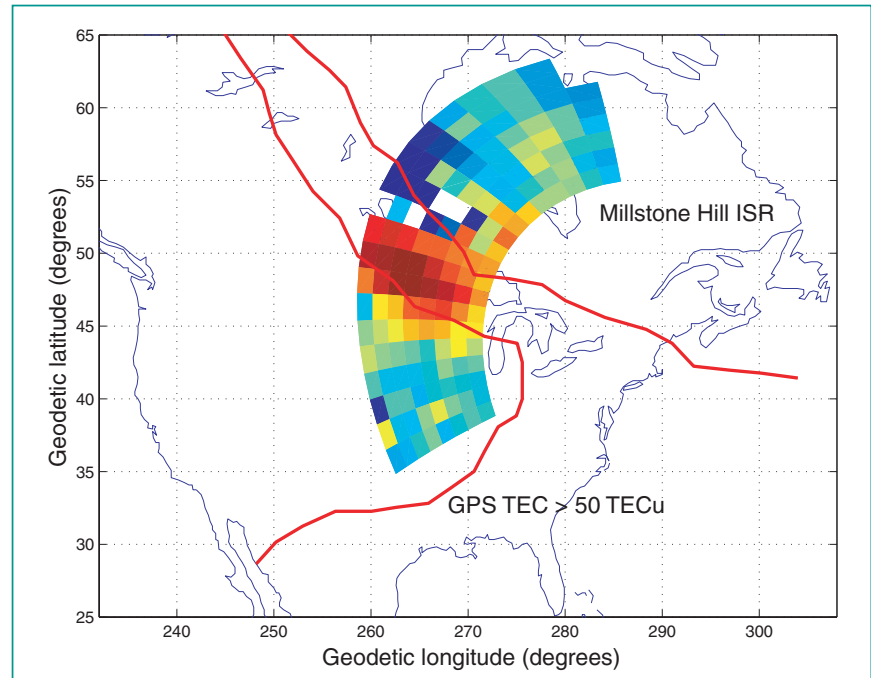 65
60
55
50
45
40
35
30
25
Geodetic latitude (degrees)
Millstone Hill ISR
GPS TEC > 50 TECu
240 250 260 270 280 290 300
Geodetic longitude (degrees)